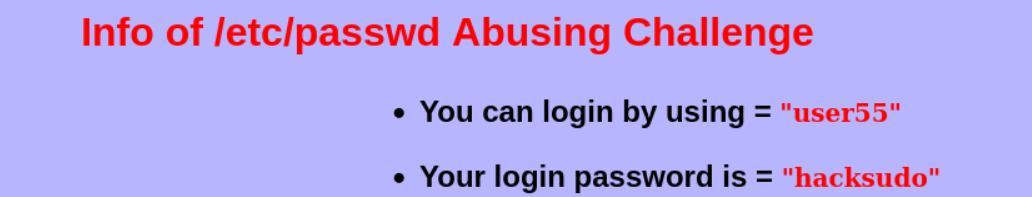 Info of /etc/passwd Abusing Challenge
• You can login by using = "user55"
• Your login password is = "hacksudo"